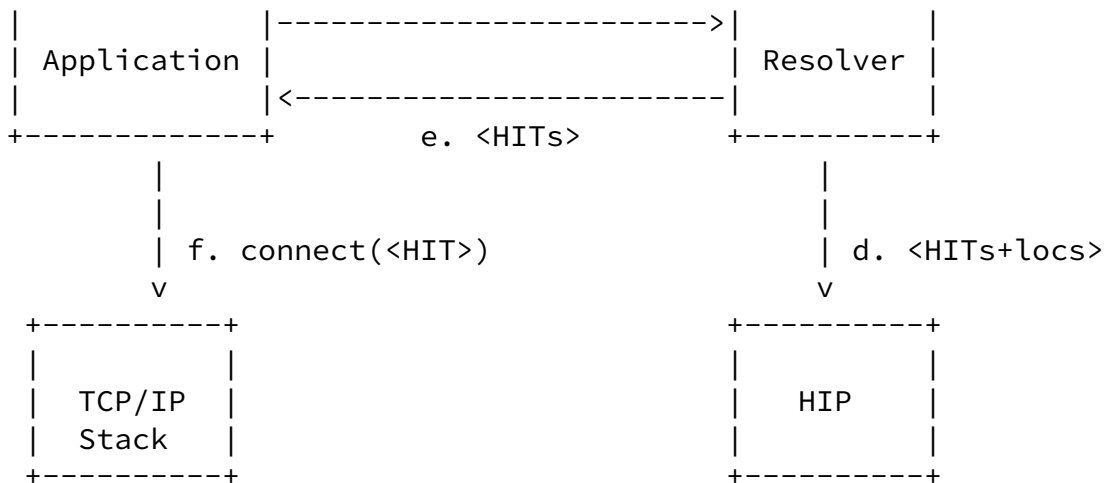 Application
Resolver
e. <HITs>
f. connect(<HIT>)
d. <HITs+locs>
TCP/IP
Stack
HIP